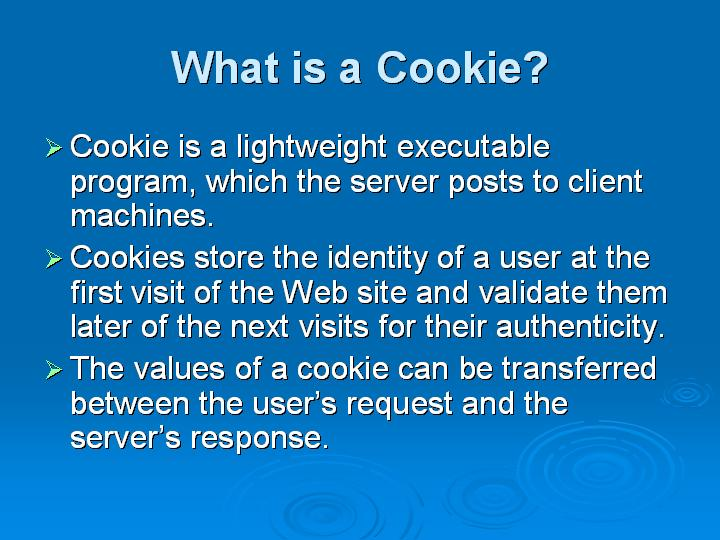 What is a Cookie?
Cookie is a lightweight executable
program, which the server posts to client
machines.
Cookies store the identity of a user at the
first visit of the Web site and validate them
later of the next visits for their authenticity.
The values of a cookie can be transferred
between the user's request and the
server's response.